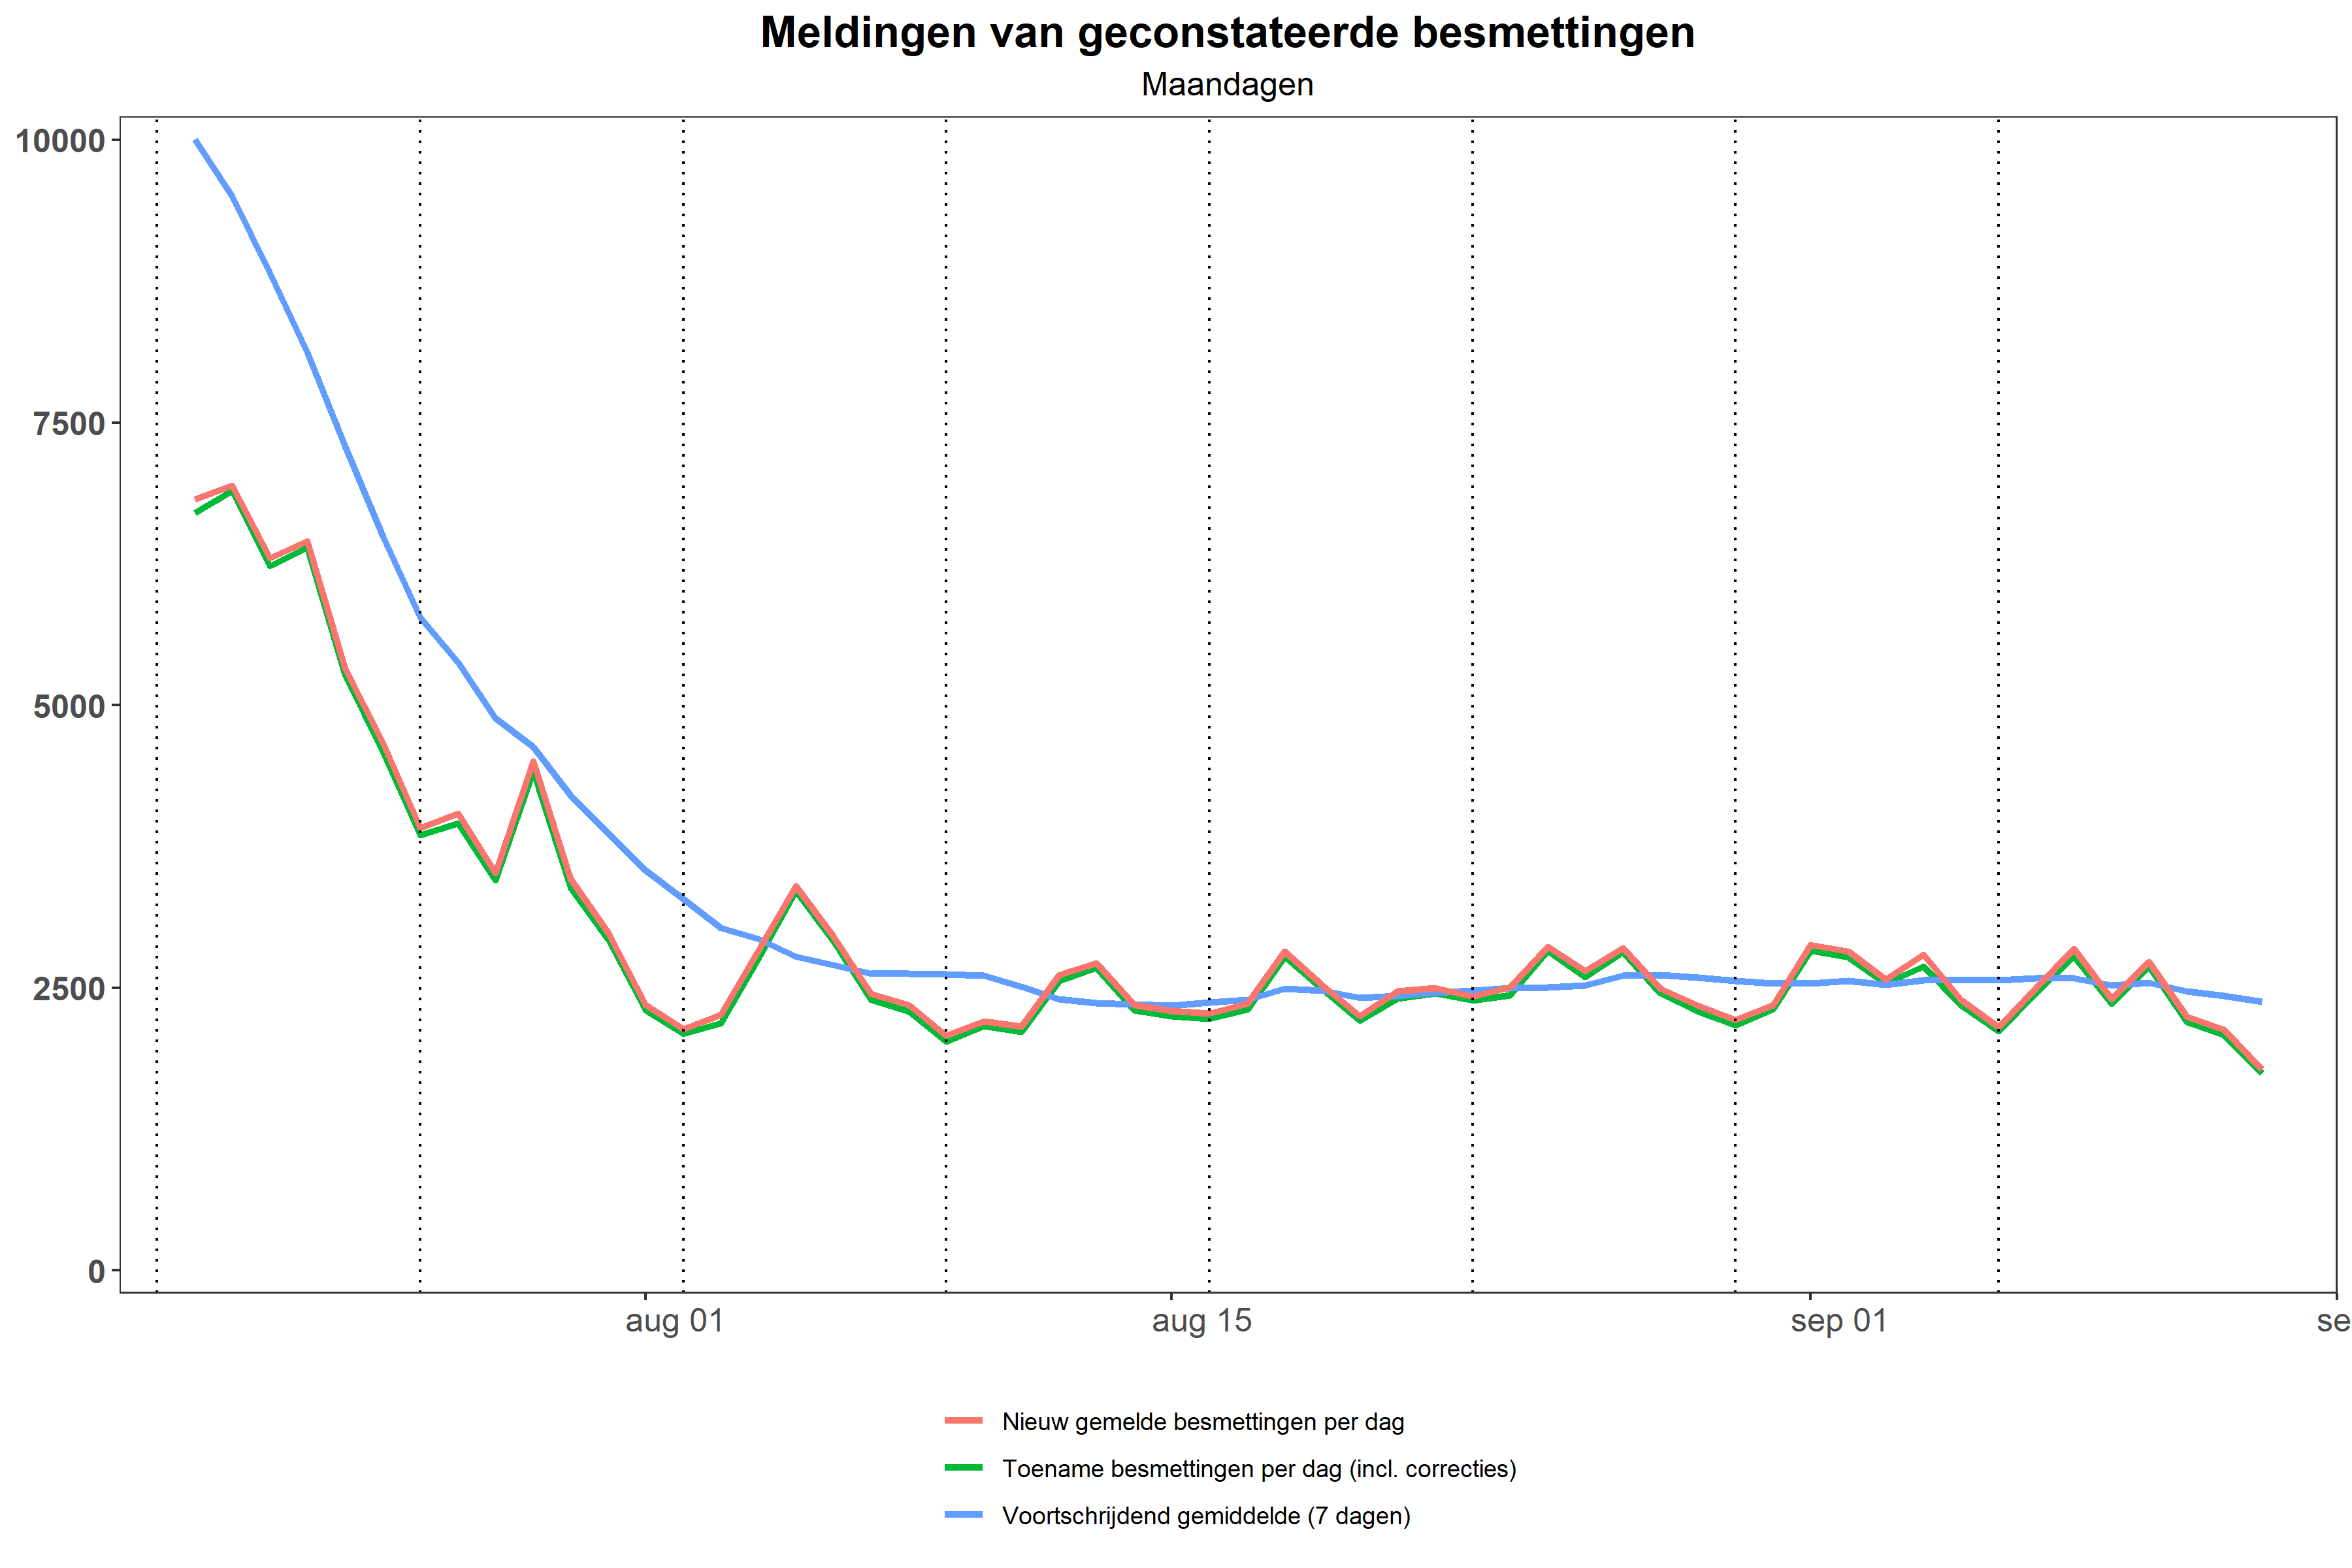 Meldingen van geconstateerde besmettingen
Maandagen
10000
7500
5000
2500
0
aug 01
aug 15
sep 01
se
Nieuw gemelde besmettingen per dag
Toename besmettingen per dag (incl. correcties)
Voortschrijdend gemiddelde (7 dagen)